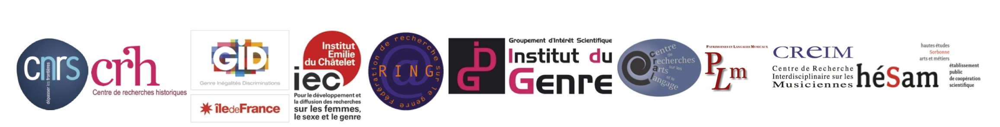 cnrs
dépasser les frontières
crh
Centre de recherches historiques
GID
Genre Inégalités Discriminations
îledeFrance
Institut
Emilie
du Châtelet
iec
Pour le développement et
la diffusion des recherches
sur les femmes,
le sexe et le genre
Fédération de recherche sur le genre
@
RING
IDG
Groupement d'Intérêt Scientifique
Institut du
Genre
centre
de
recherches
arts sur les
et le
langage
PATRIMOINES ET LANGAGES MUSICAUX
PLm
CReIM
Centre de Recherche
Interdisciplinaire sur les
Musiciennes
hautes études
Sorbonne
arts et métiers
héSam
établissement
public
de coopération
scientifique